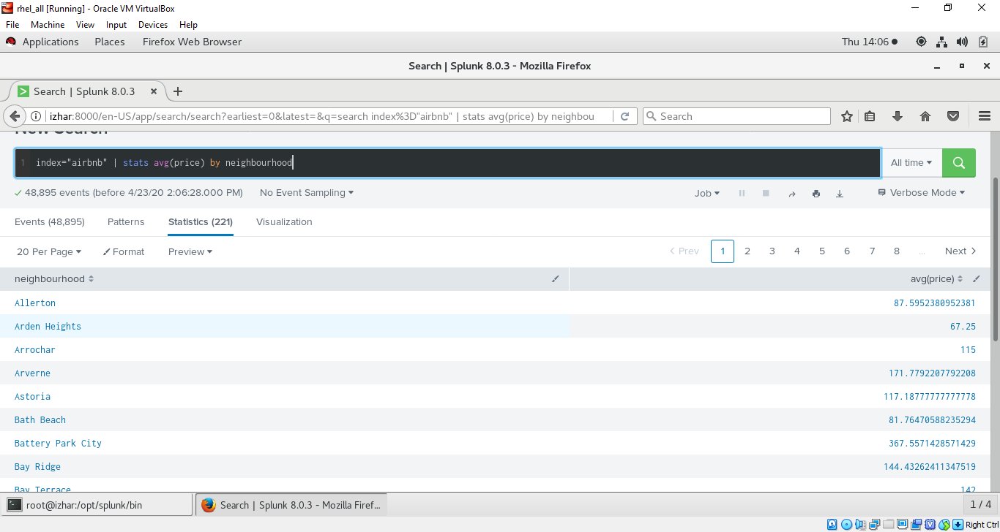 rhel_all [Running] - Oracle VM VirtualBox
File Machine View Input Devices Help
Applications Places Firefox Web Browser Thu 14:06
Search | Splunk 8.0.3 - Mozilla Firefox
Search | Splunk 8.0.3
izhar:8000/en-US/app/search/search?earliest=0&latest=&q=search index%3D"airbnb" | stats avg(price) by neighbou Search
New Search
1 index="airbnb" | stats avg(price) by neighbourhood All time
48,895 events (before 4/23/20 2:06:28.000 PM) No Event Sampling Job Verbose Mode
Events (48,895) Patterns Statistics (221) Visualization
20 Per Page Format Preview < Prev 1 2 3 4 5 6 7 8 ... Next >
neighbourhood avg(price)
Allerton 87.5952380952381
Arden Heights 67.25
Arrochar 115
Arverne 171.7792207792208
Astoria 117.18777777777778
Bath Beach 81.76470588235294
Battery Park City 367.5571428571429
Bay Ridge 144.43262411347519
Bay Terrace 142
root@izhar:/opt/splunk/bin Search | Splunk 8.0.3 - Mozilla Firef... 1 / 4
Right Ctrl